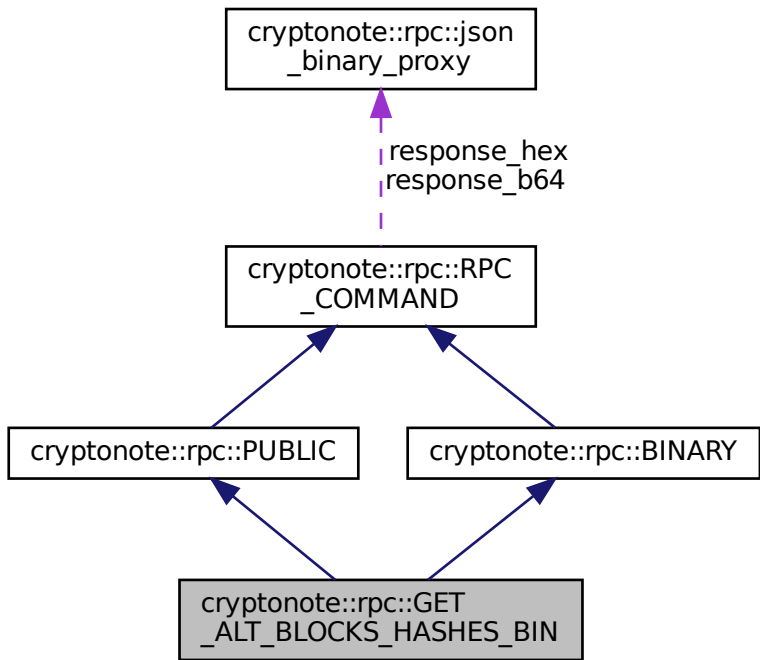 cryptonote::rpc::json
_binary_proxy
response_hex
response_b64
cryptonote::rpc::RPC
_COMMAND
cryptonote::rpc::PUBLIC
cryptonote::rpc::BINARY
cryptonote::rpc::GET
_ALT_BLOCKS_HASHES_BIN